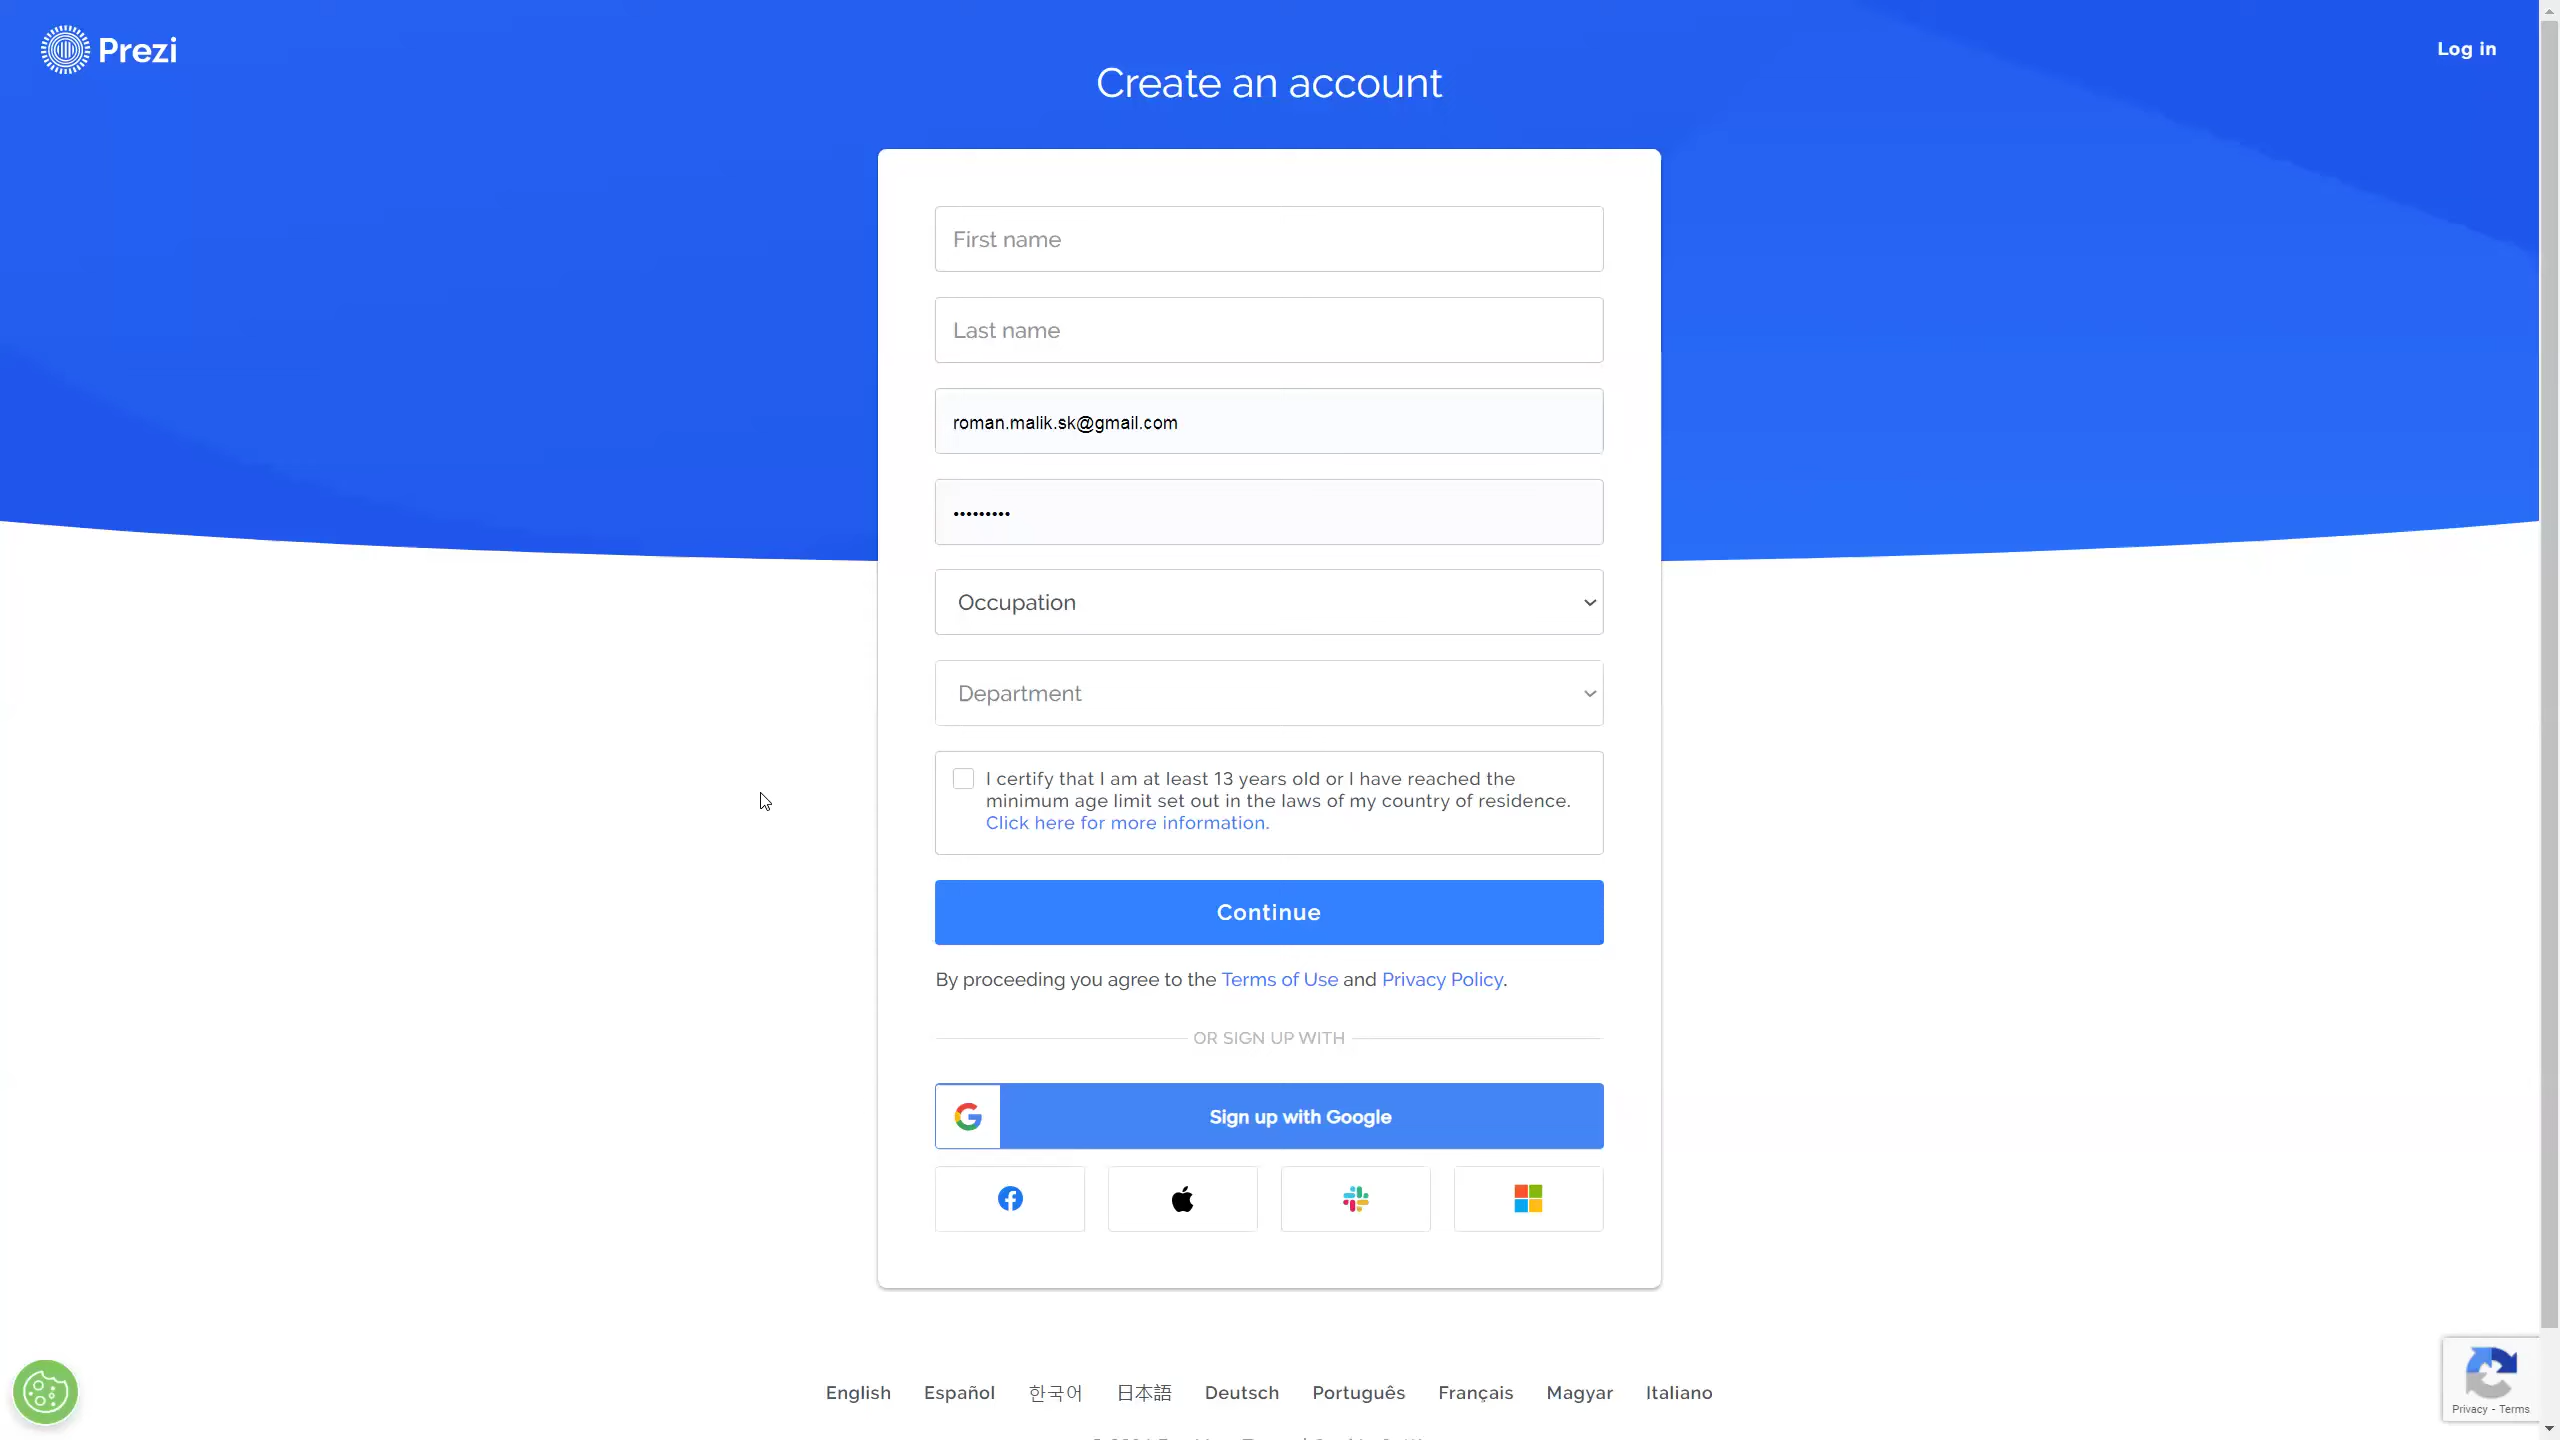 Prezi
Log in
Create an account
First name
Last name
roman.malik.sk@gmail.com
•••••••••
Occupation
Department
I certify that I am at least 13 years old or I have reached the
minimum age limit set out in the laws of my country of residence.
Click here for more information.
Continue
By proceeding you agree to the Terms of Use and Privacy Policy.
OR SIGN UP WITH
Sign up with Google
English Español 한국어 日本語 Deutsch Português Français Magyar Italiano
Privacy - Terms